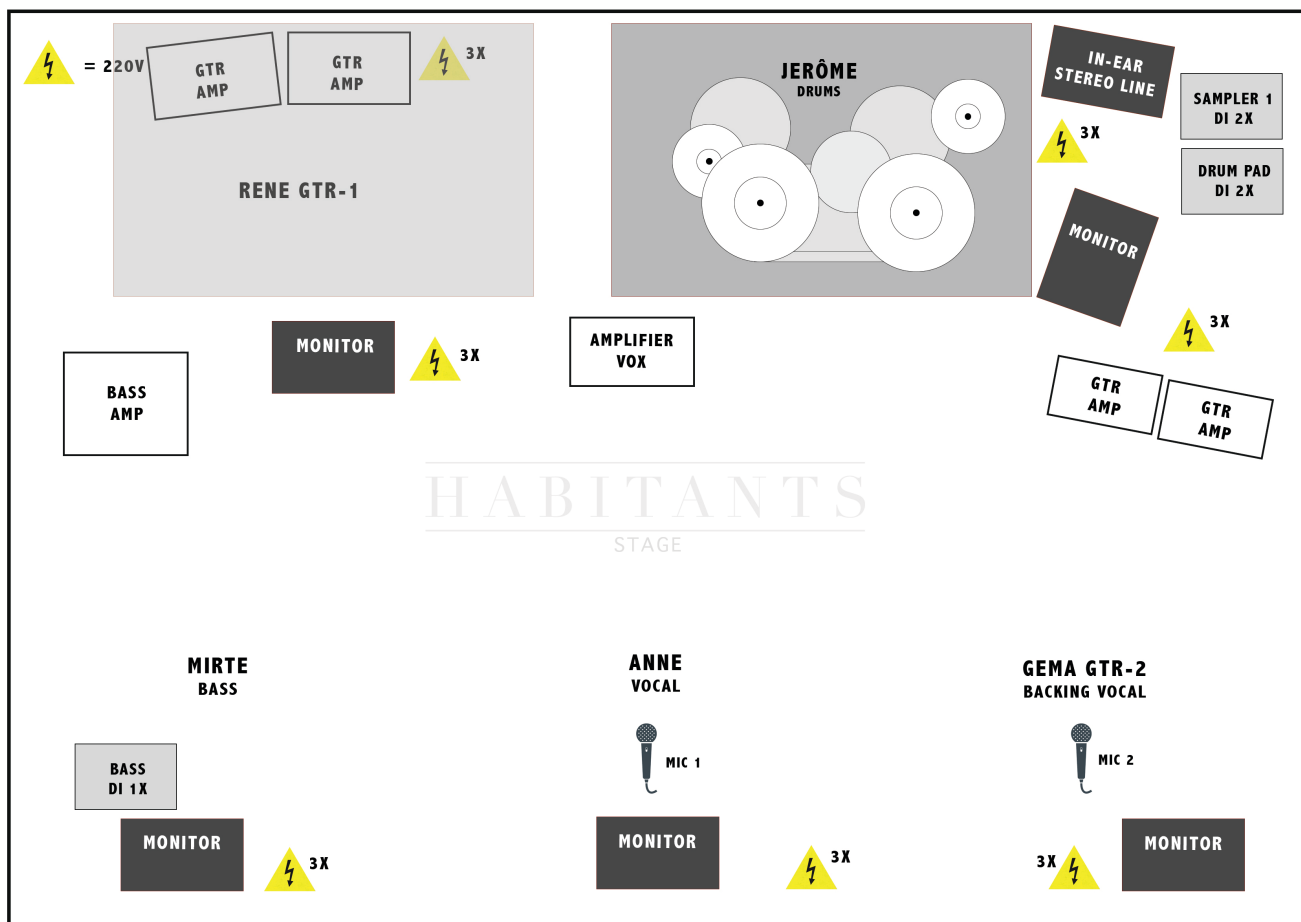 = 220V
GTR
AMP
GTR
AMP
3X
RENE GTR-1
JERÔME
DRUMS
IN-EAR
STEREO LINE
SAMPLER 1
DI 2X
3X
DRUM PAD
DI 2X
MONITOR
3X
MONITOR
3X
AMPLIFIER
VOX
BASS
AMP
GTR
AMP
GTR
AMP
HABITANTS
STAGE
MIRTE
BASS
ANNE
VOCAL
GEMA GTR-2
BACKING VOCAL
MIC 1
MIC 2
BASS
DI 1X
MONITOR
3X
MONITOR
3X
3X
MONITOR